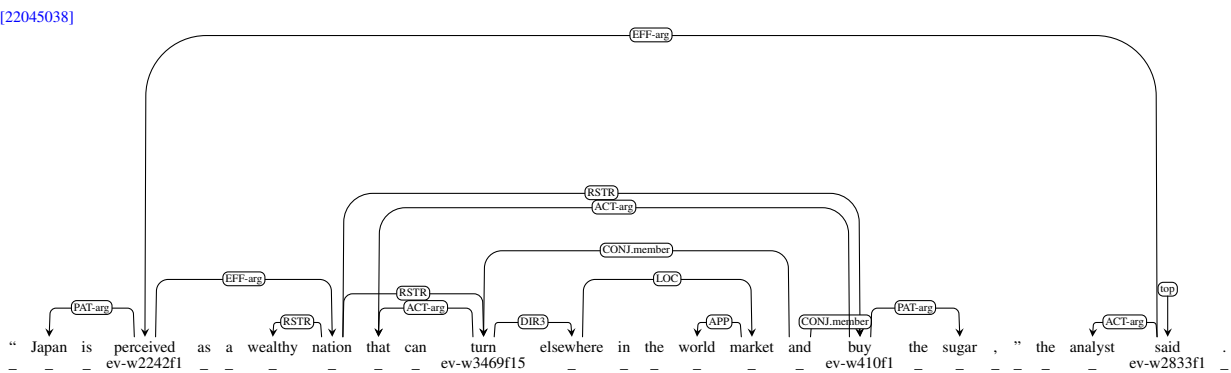 [22045038]
EFF-arg
RSTR
ACT-arg
CONJ.member
EFF-arg
LOC
top
RSTR
PAT-arg
ACT-arg
PAT-arg
RSTR
DIR3
APP
CONJ.member
ACT-arg
“ Japan is perceived as a wealthy nation that can turn elsewhere in the world market and buy the sugar , ” the analyst said .
_ _ _ ev-w2242f1 _ _ _ _ _ _ ev-w3469f15 _ _ _ _ _ _ ev-w410f1 _ _ _ _ _ _ ev-w2833f1 _